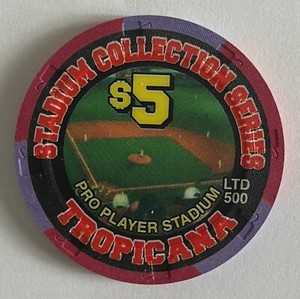 STADIUM COLLECTION SERIES
$5
PRO PLAYER STADIUM
LTD
500
TROPICANA